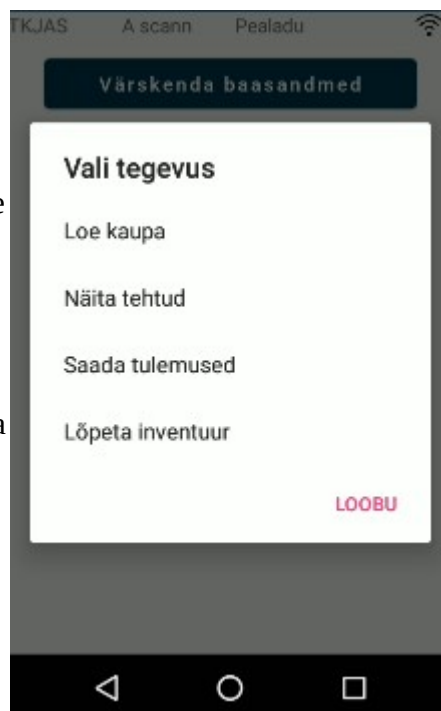 TKJAS A scann Pealadu
Värskenda baasandmed
Vali tegevus
e
Loe kaupa
Näita tehtud
Saada tulemused
a
Lõpeta inventuur
LOOBU